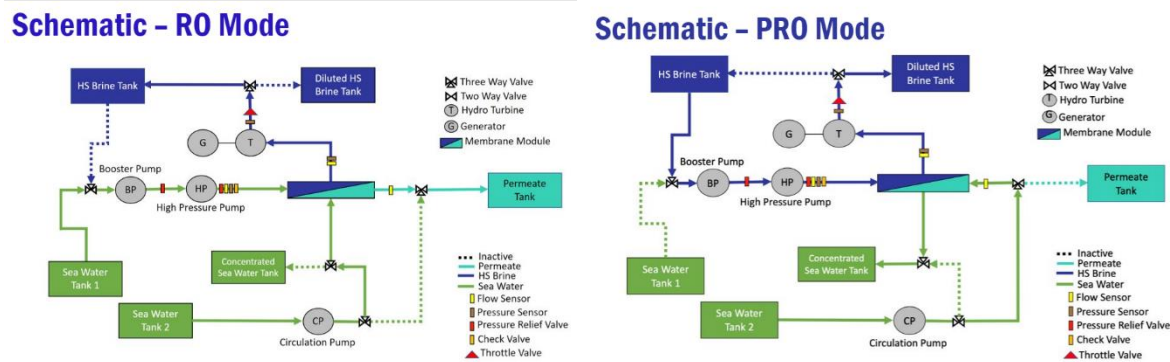 Schematic – RO Mode
HS Brine Tank
Diluted HS
Brine Tank
Three Way Valve
Two Way Valve
T
Hydro Turbine
G
Generator
Membrane Module
G
T
Booster Pump
BP
HP
High Pressure Pump
Permeate
Tank
Sea Water
Tank 1
Concentrated
Sea Water Tank
Sea Water
Tank 2
CP
Circulation Pump
Inactive
Permeate
HS Brine
Sea Water
Flow Sensor
Pressure Sensor
Pressure Relief Valve
Check Valve
Throttle Valve
Schematic – PRO Mode
HS Brine Tank
Diluted HS
Brine Tank
Three Way Valve
Two Way Valve
T
Hydro Turbine
G
Generator
Membrane Module
G
T
Booster Pump
BP
HP
High Pressure Pump
Permeate
Tank
Sea Water
Tank 1
Concentrated
Sea Water Tank
Sea Water
Tank 2
CP
Circulation Pump
Inactive
Permeate
HS Brine
Sea Water
Flow Sensor
Pressure Sensor
Pressure Relief Valve
Check Valve
Throttle Valve